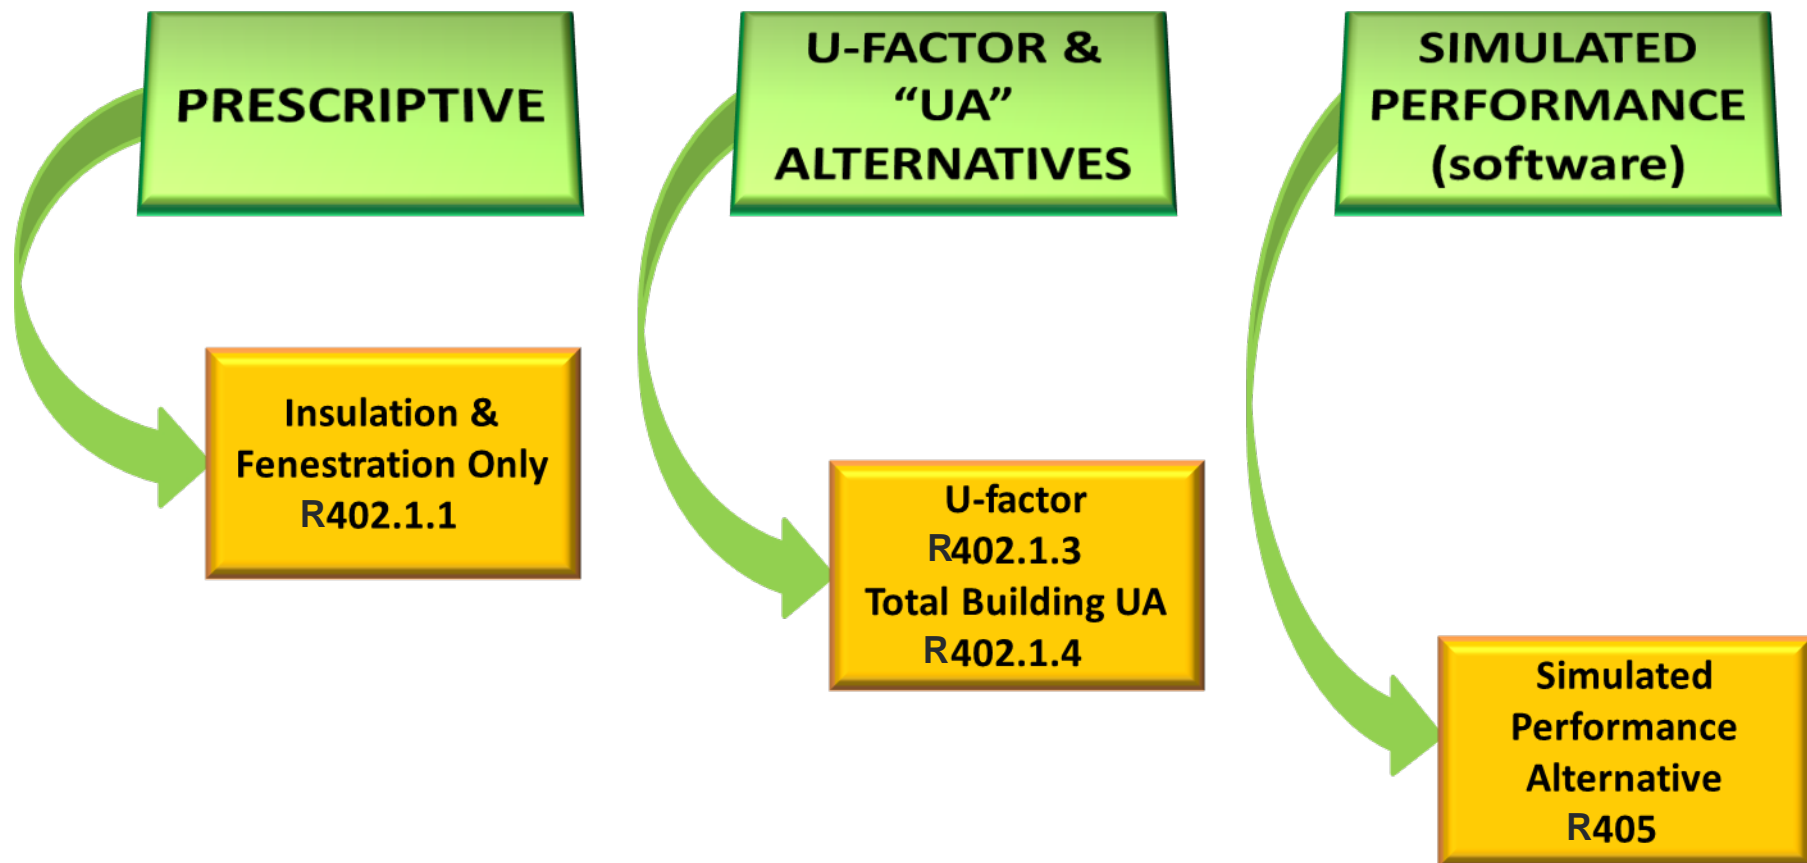 PRESCRIPTIVE
Insulation &
Fenestration Only
R402.1.1
U-FACTOR &
“UA”
ALTERNATIVES
U-factor
R402.1.3
Total Building UA
R402.1.4
SIMULATED
PERFORMANCE
(software)
Simulated
Performance
Alternative
R405